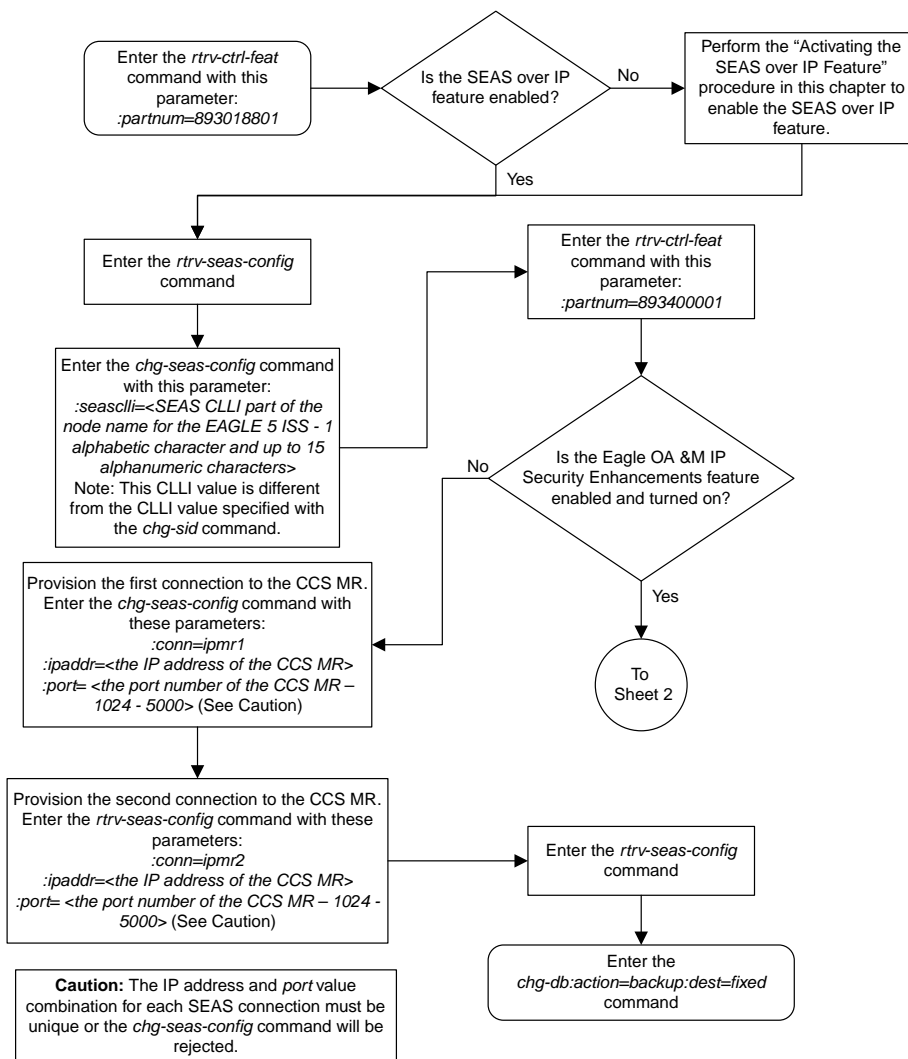 Enter the rtrv-ctrl-feat
command with this
parameter:
:partnum=893018801
Is the SEAS over IP
feature enabled?
No
Perform the “Activating the
SEAS over IP Feature”
procedure in this chapter to
enable the SEAS over IP
feature.
Yes
Enter the rtrv-seas-config
command
Enter the chg-seas-config command
with this parameter:
:seasclli=<SEAS CLLI part of the
node name for the EAGLE 5 ISS - 1
alphabetic character and up to 15
alphanumeric characters>
Note: This CLLI value is different
from the CLLI value specified with
the chg-sid command.
Enter the rtrv-ctrl-feat
command with this
parameter:
:partnum=893400001
Is the Eagle OA &M IP
Security Enhancements feature
enabled and turned on?
No
Yes
To
Sheet 2
Provision the first connection to the CCS MR.
Enter the chg-seas-config command with
these parameters:
:conn=ipmr1
:ipaddr=<the IP address of the CCS MR>
:port= <the port number of the CCS MR –
1024 - 5000> (See Caution)
Provision the second connection to the CCS MR.
Enter the rtrv-seas-config command with these
parameters:
:conn=ipmr2
:ipaddr=<the IP address of the CCS MR>
:port= <the port number of the CCS MR – 1024 -
5000> (See Caution)
Enter the rtrv-seas-config
command
Enter the
chg-db:action=backup:dest=fixed
command
Caution: The IP address and port value
combination for each SEAS connection must be
unique or the chg-seas-config command will be
rejected.